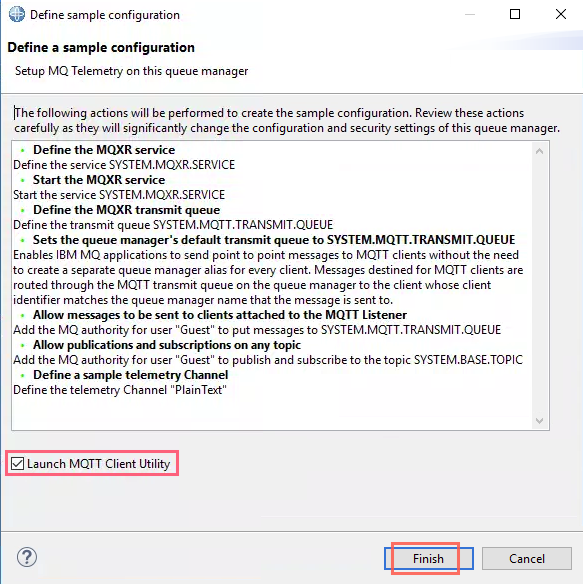 Define sample configuration
Define a sample configuration
Setup MQ Telemetry on this queue manager
The following actions will be performed to create the sample configuration. Review these actions
carefully as they will significantly change the configuration and security settings of this queue manager.
• Define the MQXR service
Define the service SYSTEM.MQXR.SERVICE
• Start the MQXR service
Start the service SYSTEM.MQXR.SERVICE
• Define the MQXR transmit queue
Define the transmit queue SYSTEM.MQTT.TRANSMIT.QUEUE
• Sets the queue manager's default transmit queue to SYSTEM.MQTT.TRANSMIT.QUEUE
Enables IBM MQ applications to send point to point messages to MQTT clients without the need
to create a separate queue manager alias for every client. Messages destined for MQTT clients are
routed through the MQTT transmit queue on the queue manager to the client whose client
identifier matches the queue manager name that the message is sent to.
• Allow messages to be sent to clients attached to the MQTT Listener
Add the MQ authority for user "Guest" to put messages to SYSTEM.MQTT.TRANSMIT.QUEUE
• Allow publications and subscriptions on any topic
Add the MQ authority for user "Guest" to publish and subscribe to the topic SYSTEM.BASE.TOPIC
• Define a sample telemetry Channel
Define the telemetry Channel "PlainText"
Launch MQTT Client Utility
?
Finish
Cancel